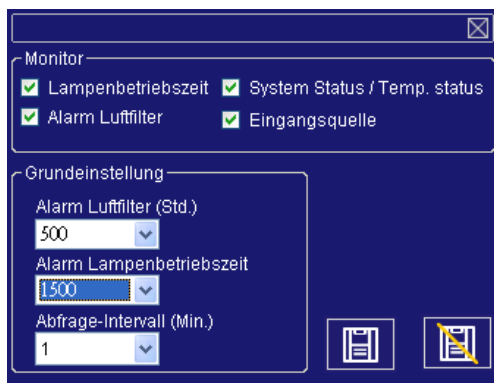 Monitor
Lampenbetriebszeit System Status / Temp. status
Alarm Luftfilter Eingangsquelle
Grundeinstellung
Alarm Luftfilter (Std.)
500
Alarm Lampenbetriebszeit
1500
Abfrage-Intervall (Min.)
1